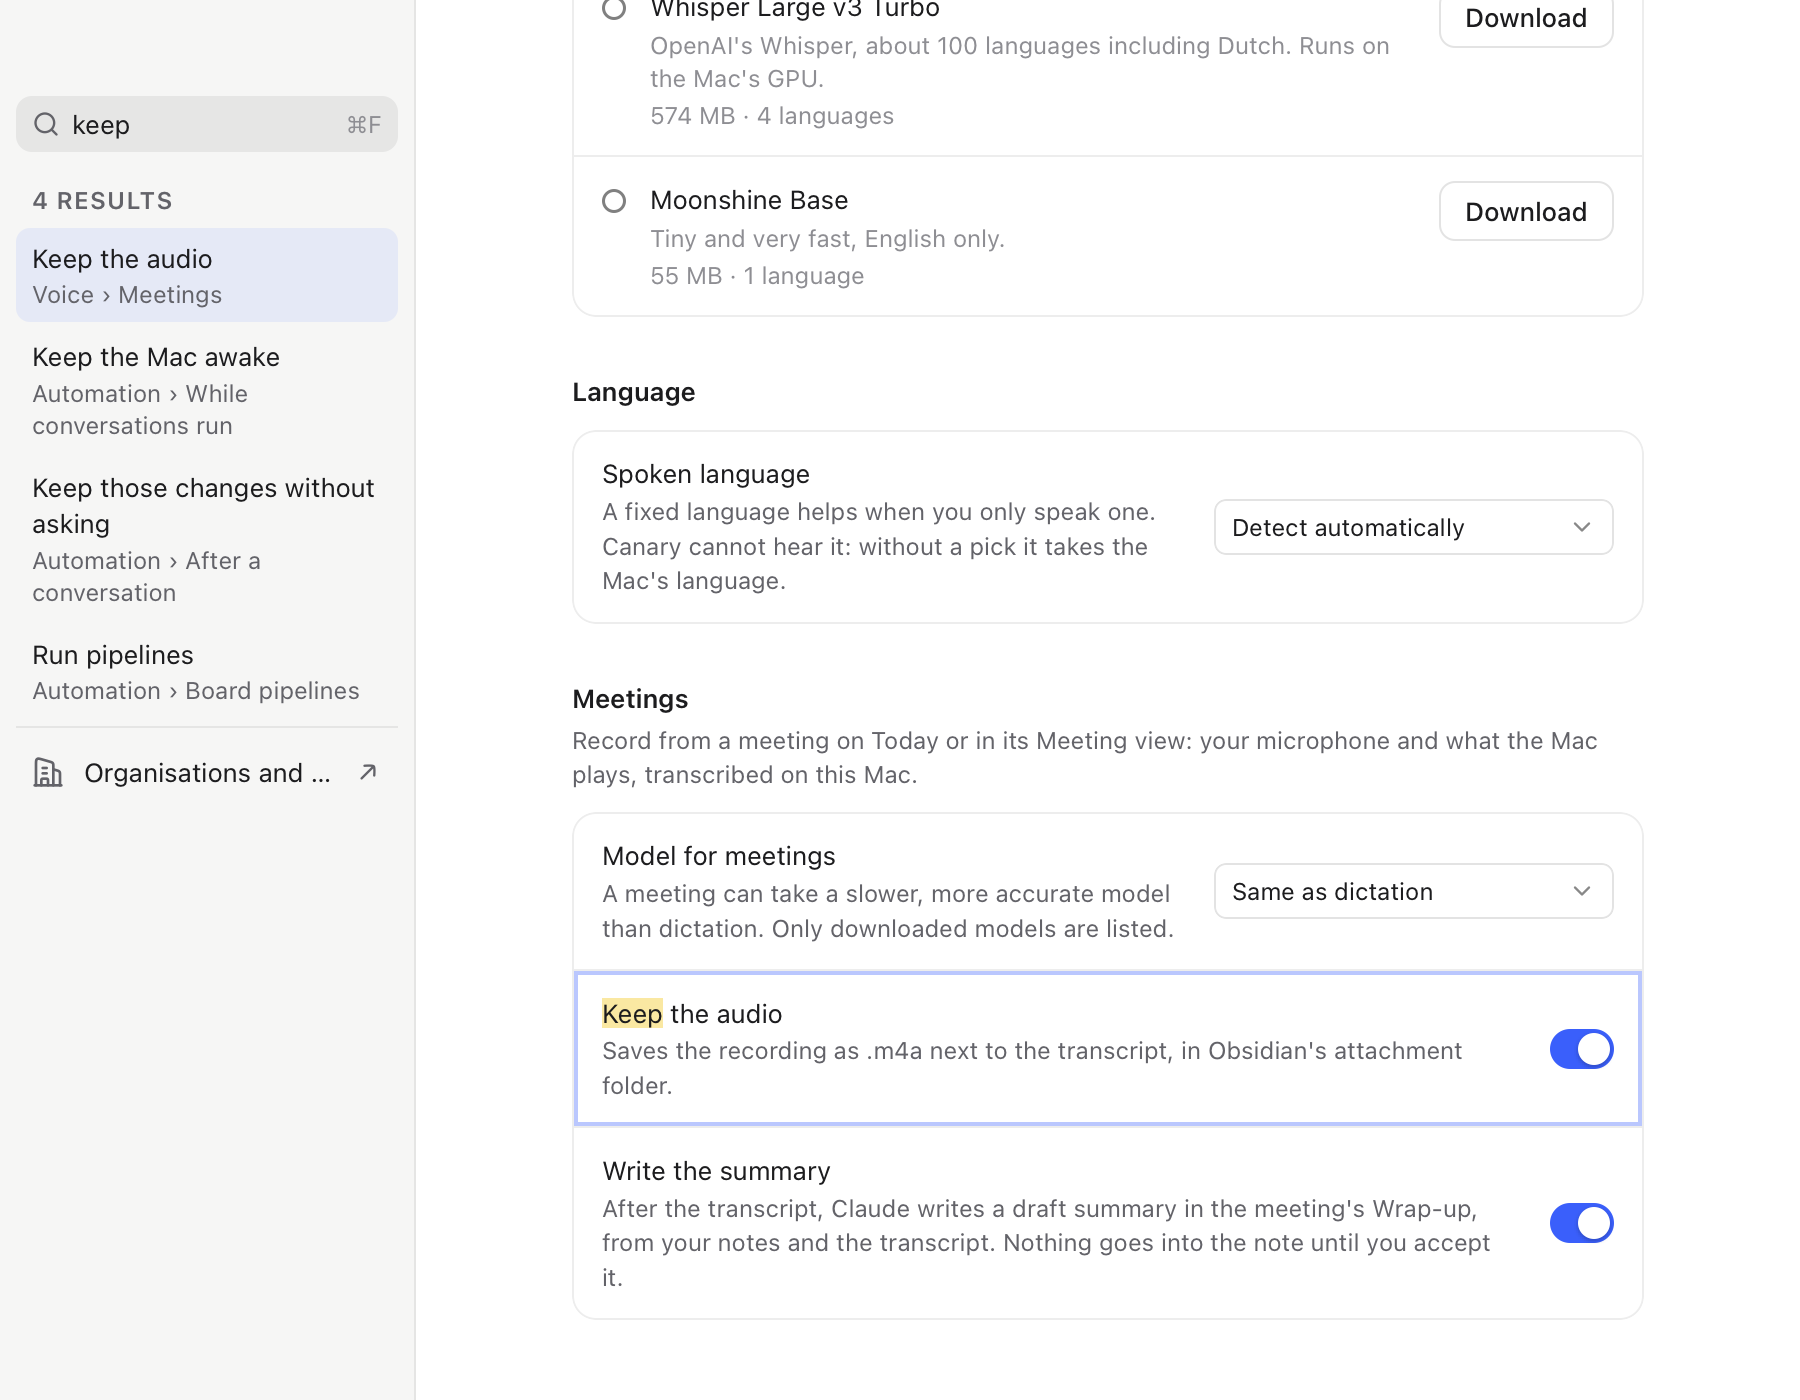 keep ⌘F
4 RESULTS
Keep the audio
Voice › Meetings
Keep the Mac awake
Automation › While
conversations run
Keep those changes without
asking
Automation › After a
conversation
Run pipelines
Automation › Board pipelines
Organisations and ...
Whisper Large v3 Turbo
Download
OpenAI's Whisper, about 100 languages including Dutch. Runs on
the Mac's GPU.
574 MB · 4 languages
Moonshine Base
Download
Tiny and very fast, English only.
55 MB · 1 language
Language
Spoken language
A fixed language helps when you only speak one.
Canary cannot hear it: without a pick it takes the
Mac's language.
Detect automatically
Meetings
Record from a meeting on Today or in its Meeting view: your microphone and what the Mac
plays, transcribed on this Mac.
Model for meetings
A meeting can take a slower, more accurate model
than dictation. Only downloaded models are listed.
Same as dictation
Keep the audio
Saves the recording as .m4a next to the transcript, in Obsidian's attachment
folder.
Write the summary
After the transcript, Claude writes a draft summary in the meeting's Wrap-up,
from your notes and the transcript. Nothing goes into the note until you accept
it.